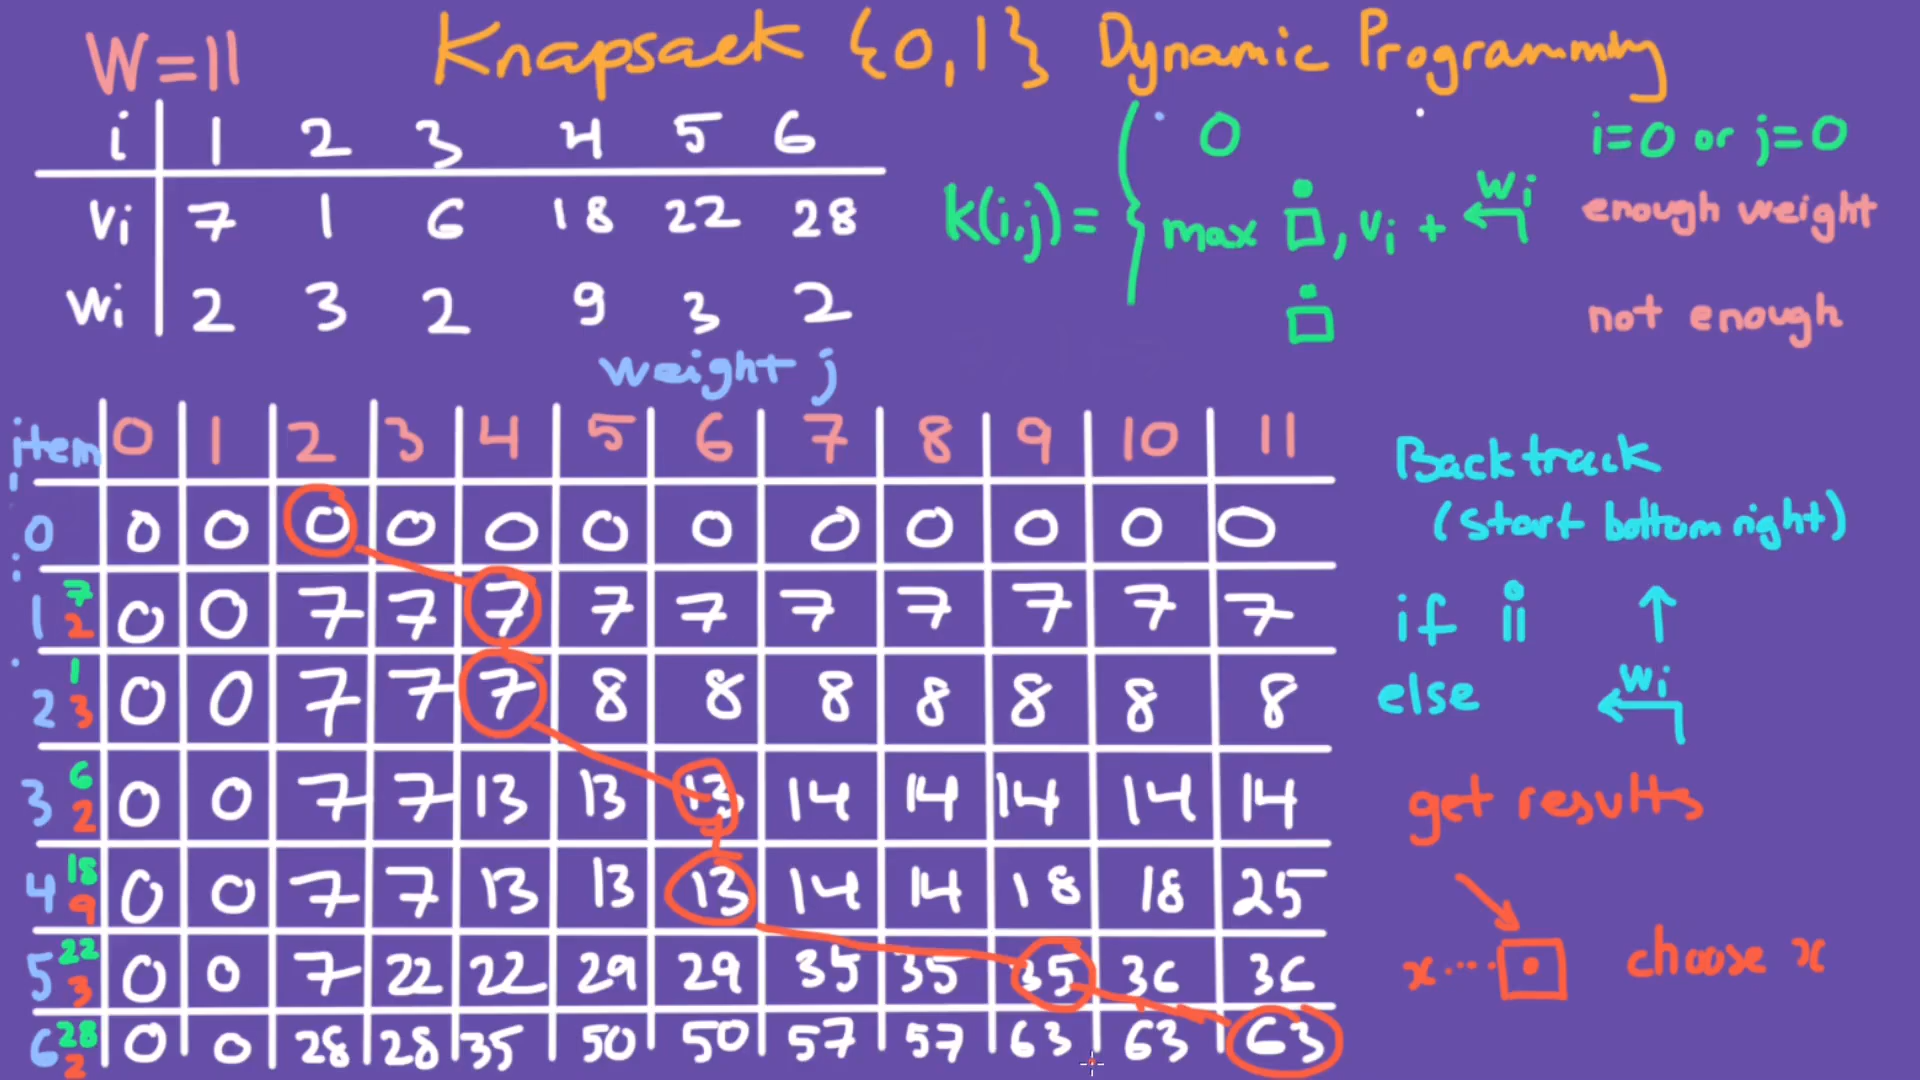 W=11 Knapsack {0,1} Dynamic Programming
i 1 2 3 4 5 6
vi 7 1 6 18 22 28
wi 2 3 2 9 3 2
k(i,j) =
0 i=0 or j=0
max , vi + wi enough weight
not enough
weight j
item 0 1 2 3 4 5 6 7 8 9 10 11
i
0 0 0 0 0 0 0 0 0 0 0 0 0
1 7 2 0 0 7 7 7 7 7 7 7 7 7 7
2 1 3 0 0 7 7 7 8 8 8 8 8 8 8
3 6 2 0 0 7 7 13 13 13 14 14 14 14 14
4 18 9 0 0 7 7 13 13 13 14 14 18 18 25
5 22 3 0 0 7 22 22 29 29 35 35 35 36 36
6 28 2 0 0 28 28 35 50 50 57 57 63 63 63
Backtrack
(start bottom right)
if ↑
else wi
get results
x choose x